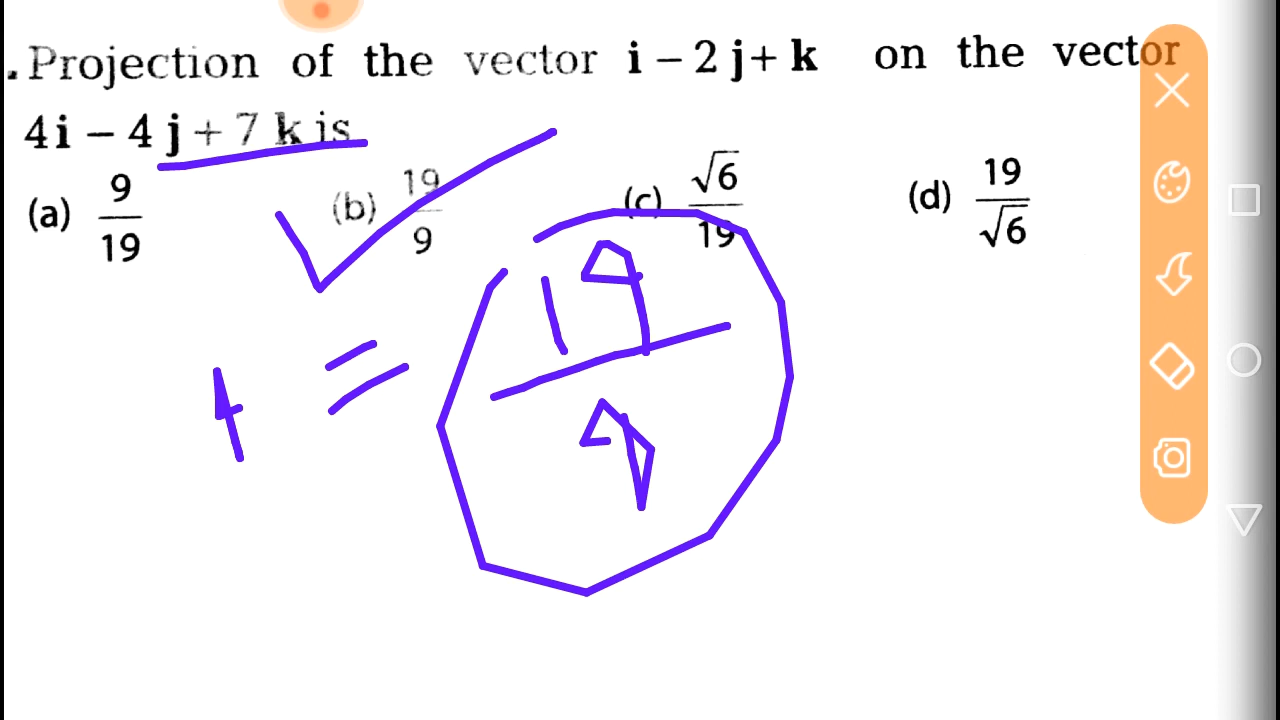 . Projection of the vector i – 2 j + k on the vector
4i – 4 j + 7 k is
(a) 9/19 (b) 19/9 (c) √6/19 (d) 19/√6
= 19/9